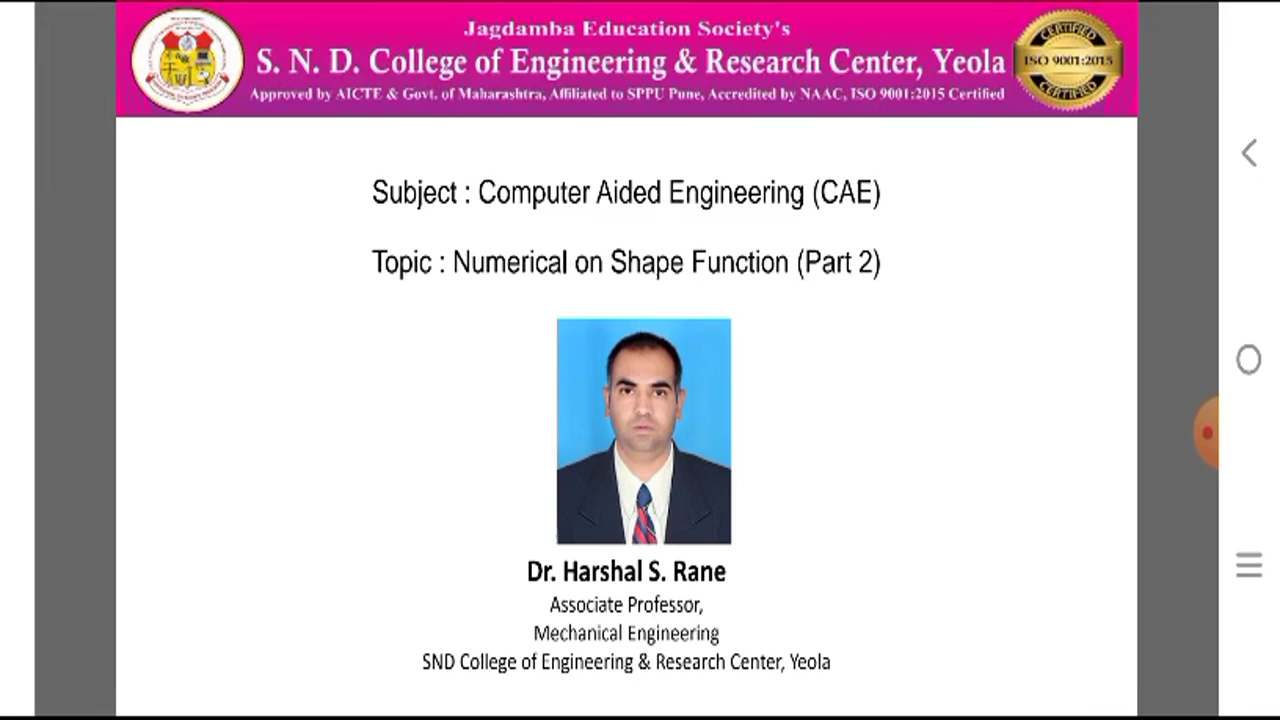 Jagdamba Education Society's
S. N. D. College of Engineering & Research Center, Yeola
Approved by AICTE & Govt. of Maharashtra, Affiliated to SPPU Pune, Accredited by NAAC, ISO 9001:2015 Certified
CERTIFIED
ISO 9001:2015
CERTIFIED
Subject : Computer Aided Engineering (CAE)
Topic : Numerical on Shape Function (Part 2)
Dr. Harshal S. Rane
Associate Professor,
Mechanical Engineering
SND College of Engineering & Research Center, Yeola